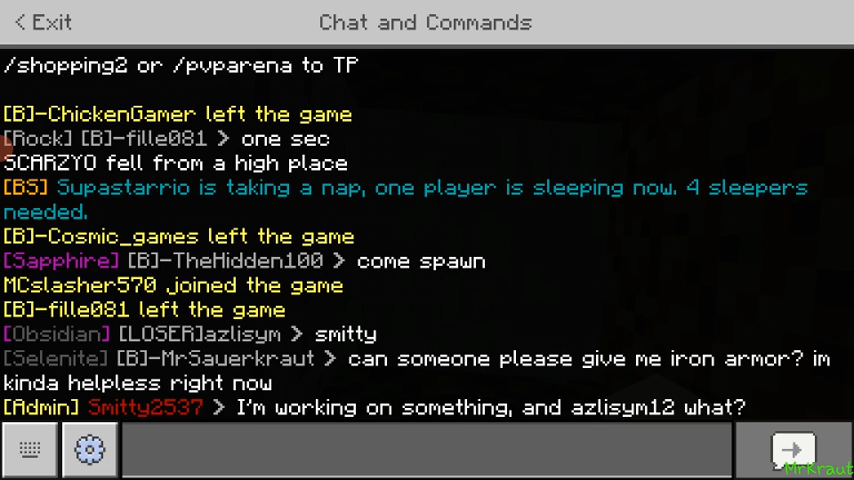 < Exit
Chat and Commands
/shopping2 or /pvparena to TP
[B]-ChickenGamer left the game
[Rock] [B]-fille081 > one sec
SCARZYO fell from a high place
[BS] Supastarrio is taking a nap, one player is sleeping now. 4 sleepers
needed.
[B]-Cosmic_games left the game
[Sapphire] [B]-TheHidden100 > come spawn
MCslasher570 joined the game
[B]-fille081 left the game
[Obsidian] [LOSER]azlisym > smitty
[Selenite] [B]-MrSauerkraut > can someone please give me iron armor? im
kinda helpless right now
[Admin] Smitty2537 > I'm working on something, and azlisym12 what?
MrKraut